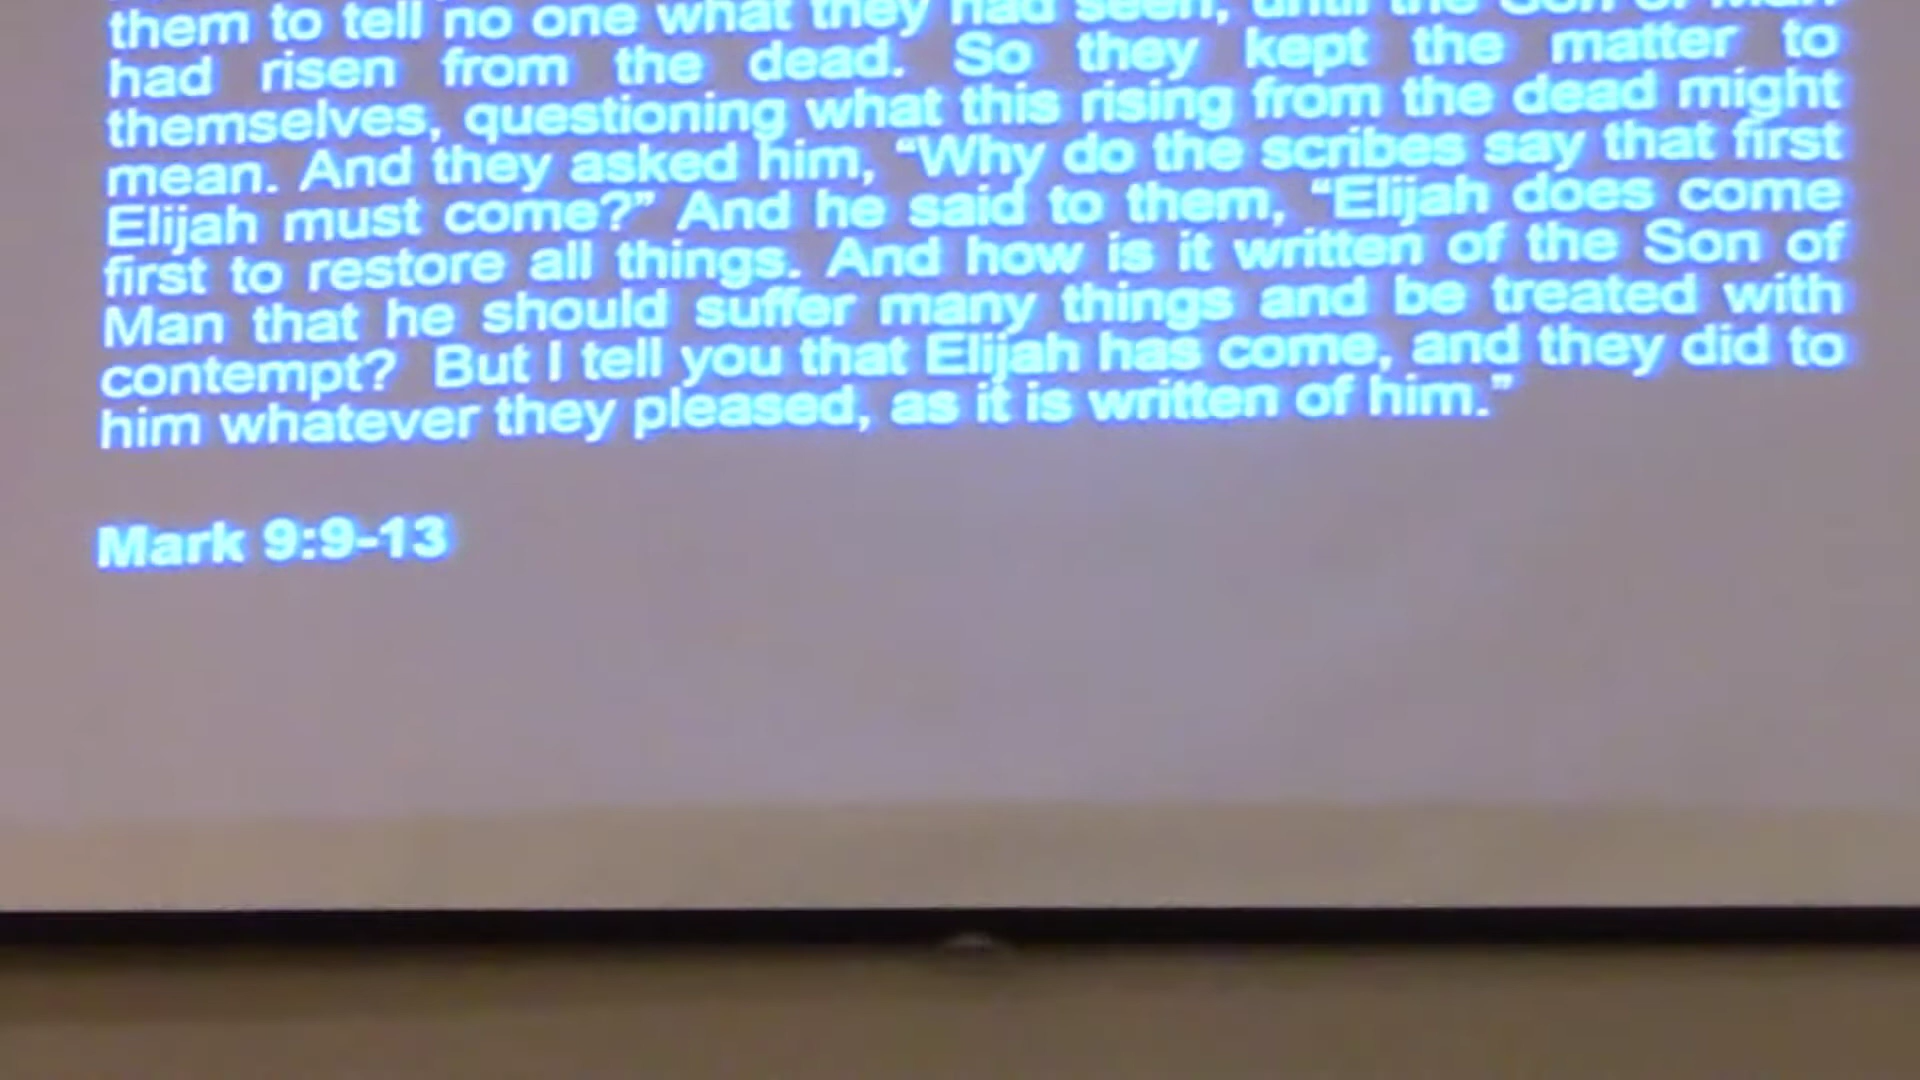 them to tell no one what they had seen, until the Son of Man
had risen from the dead. So they kept the matter to
themselves, questioning what this rising from the dead might
mean. And they asked him, “Why do the scribes say that first
Elijah must come?” And he said to them, “Elijah does come
first to restore all things. And how is it written of the Son of
Man that he should suffer many things and be treated with
contempt? But I tell you that Elijah has come, and they did to
him whatever they pleased, as it is written of him.”
Mark 9:9-13